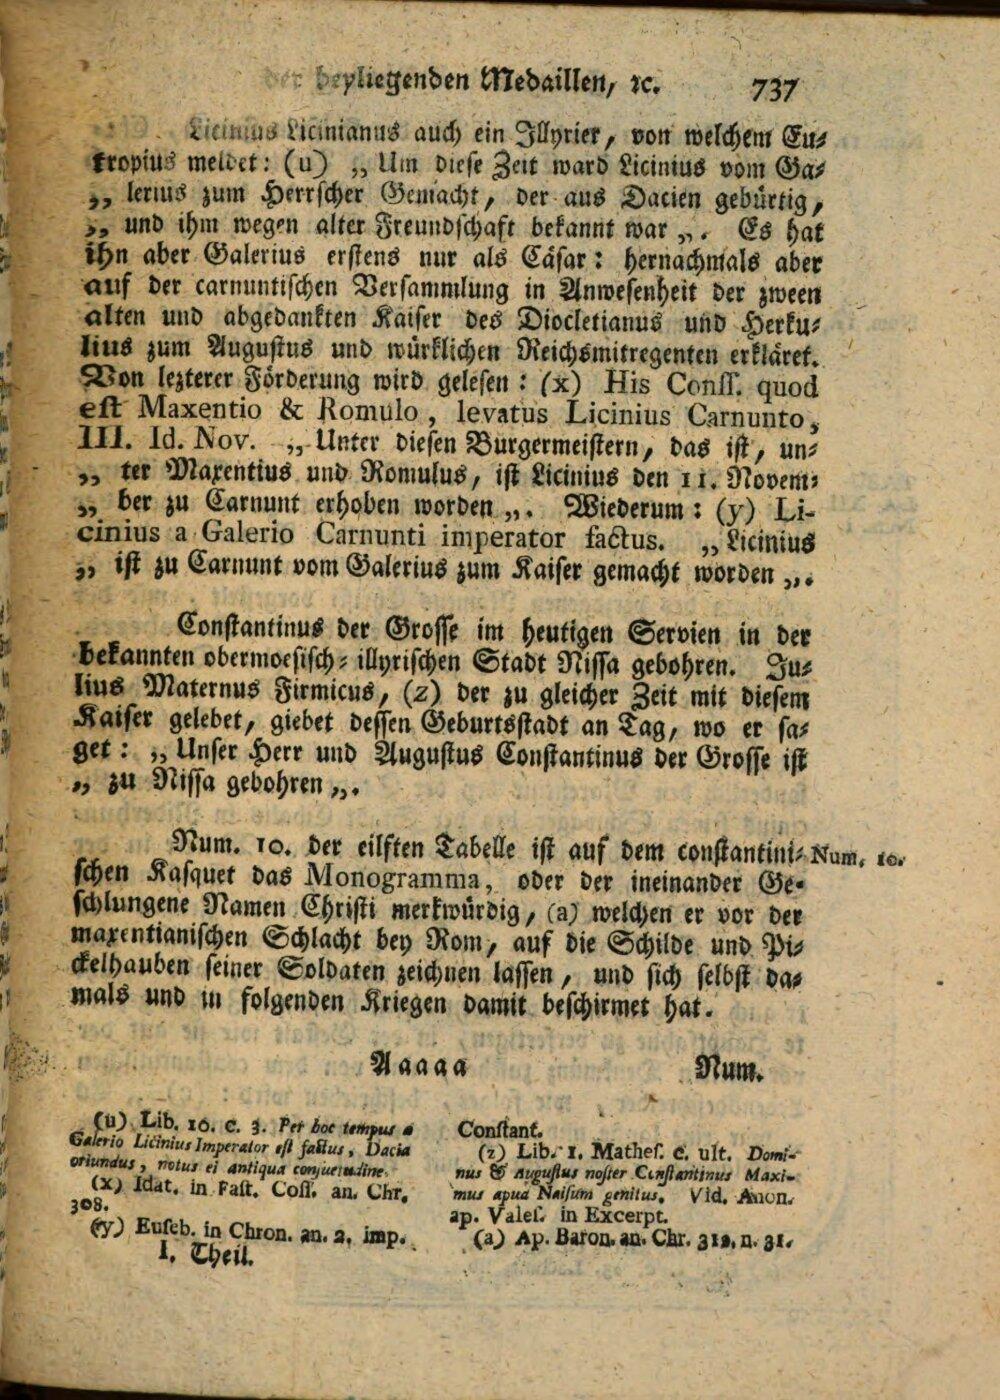 der beyliegenden Medaillen, ꝛc. 737
Licinius Licinianus auch ein Illyrier, von welchem Eu⸗
tropius meldet: (u) „ Um diese Zeit ward Licinius vom Ga⸗
„ lerius zum Herrscher Gemacht, der aus Dacien gebürtig,
„ und ihm wegen alter Freundschaft bekannt war „. Es hat
ihn aber Galerius erstens nur als Cäsar: hernachmals aber
auf der carnuntischen Versammlung in Anwesenheit der zween
alten und abgedankten Kaiser des Diocletianus und Herku⸗
lius zum Augustus und würklichen Reichsmitregenten erkläret.
Von lezterer Förderung wird gelesen: (x) His Conſſ. quod
eſt Maxentio & Romulo, levatus Licinius Carnunto,
III. Id. Nov. „ Unter diesen Burgermeistern, das ist, un⸗
„ ter Maxentius und Romulus, ist Licinius den 11. Novem⸗
„ ber zu Carnunt erhoben worden „. Wiederum: (y) Li-
cinius a Galerio Carnunti imperator factus. „ Licinius
„ ist zu Carnunt vom Galerius zum Kaiser gemacht worden „.
Constantinus der Grosse im heutigen Servien in der
bekannten obermoesisch⸗ illyrischen Stadt Nissa gebohren. Ju⸗
lius Maternus Firmicus, (z) der zu gleicher Zeit mit diesem
Kaiser gelebet, giebet dessen Geburtsstadt an Tag, wo er sa⸗
get: „ Unser Herr und Augustus Constantinus der Grosse ist
„ zu Nissa gebohren „.
Num. 10. der eilften Tabelle ist auf dem constantini⸗ Num. 10.
schen Kasquet das Monogramma, oder der ineinander Ge⸗
schlungene Namen Christi merkwürdig, (a) welchen er vor der
maxentianischen Schlacht bey Rom, auf die Schilde und Pi⸗
ckelhauben seiner Soldaten zeichnen lassen, und sich selbst da⸗
mals und in folgenden Kriegen damit beschirmet hat.
Aaaaa Num.
(u) Lib. 10. c. 3. Per hoc tempus a
Galerio Licinius Imperator eſt factus, Dacia
oriundus, notus ei antiqua conſuetudine.
(x) Idat. in Faſt. Coſſ. an. Chr.
308.
(y) Euſeb. in Chron. an. 2. imp.
I. Theil.
Conſtant.
(z) Lib. 1. Matheſ. c. ult. Domi-
nus & Auguſtus noſter Conſtantinus Maxi-
mus apud Naiſum genitus. Vid. Anon.
ap. Valeſ. in Excerpt.
(a) Ap. Baron. an. Chr. 312. n. 31.